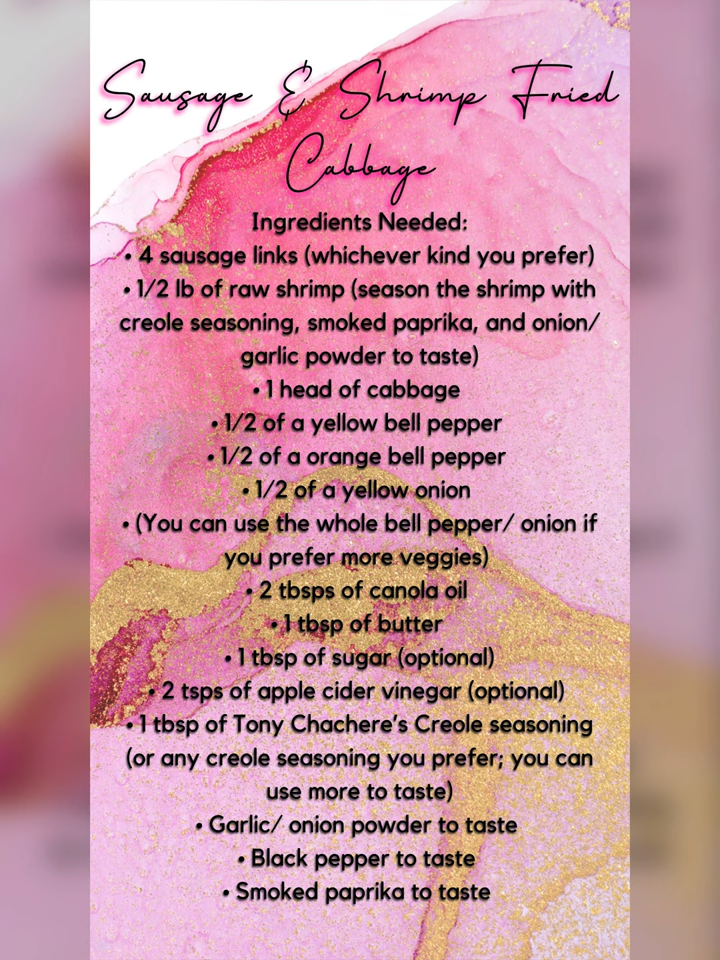 Sausage & Shrimp Fried
Cabbage
Ingredients Needed:
• 4 sausage links (whichever kind you prefer)
• 1/2 lb of raw shrimp (season the shrimp with
creole seasoning, smoked paprika, and onion/
garlic powder to taste)
• 1 head of cabbage
• 1/2 of a yellow bell pepper
• 1/2 of a orange bell pepper
• 1/2 of a yellow onion
• (You can use the whole bell pepper/ onion if
you prefer more veggies)
• 2 tbsps of canola oil
• 1 tbsp of butter
• 1 tbsp of sugar (optional)
• 2 tsps of apple cider vinegar (optional)
• 1 tbsp of Tony Chachere's Creole seasoning
(or any creole seasoning you prefer; you can
use more to taste)
• Garlic/ onion powder to taste
• Black pepper to taste
• Smoked paprika to taste